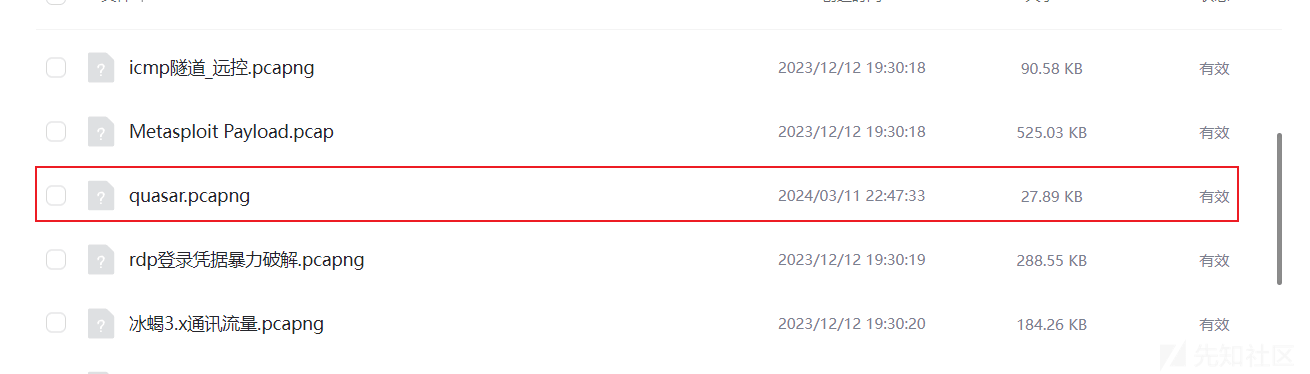 icmp隧道_远控.pcapng 2023/12/12 19:30:18 90.58 KB 有效
Metasploit Payload.pcap 2023/12/12 19:30:18 525.03 KB 有效
quasar.pcapng 2024/03/11 22:47:33 27.89 KB 有效
rdp登录凭据暴力破解.pcapng 2023/12/12 19:30:19 288.55 KB 有效
冰蝎3.x通讯流量.pcapng 2023/12/12 19:30:20 184.26 KB 有效
先知社区